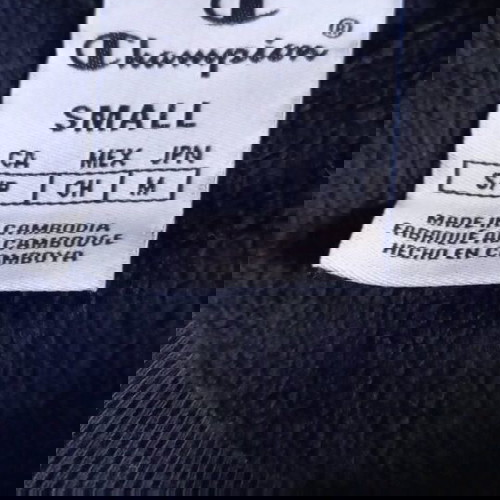 Champion®
SMALL
CA MEX JPN
S/P CH M
MADE IN CAMBODIA
FABRIQUÉ AU CAMBODGE
HECHO EN CAMBOYA